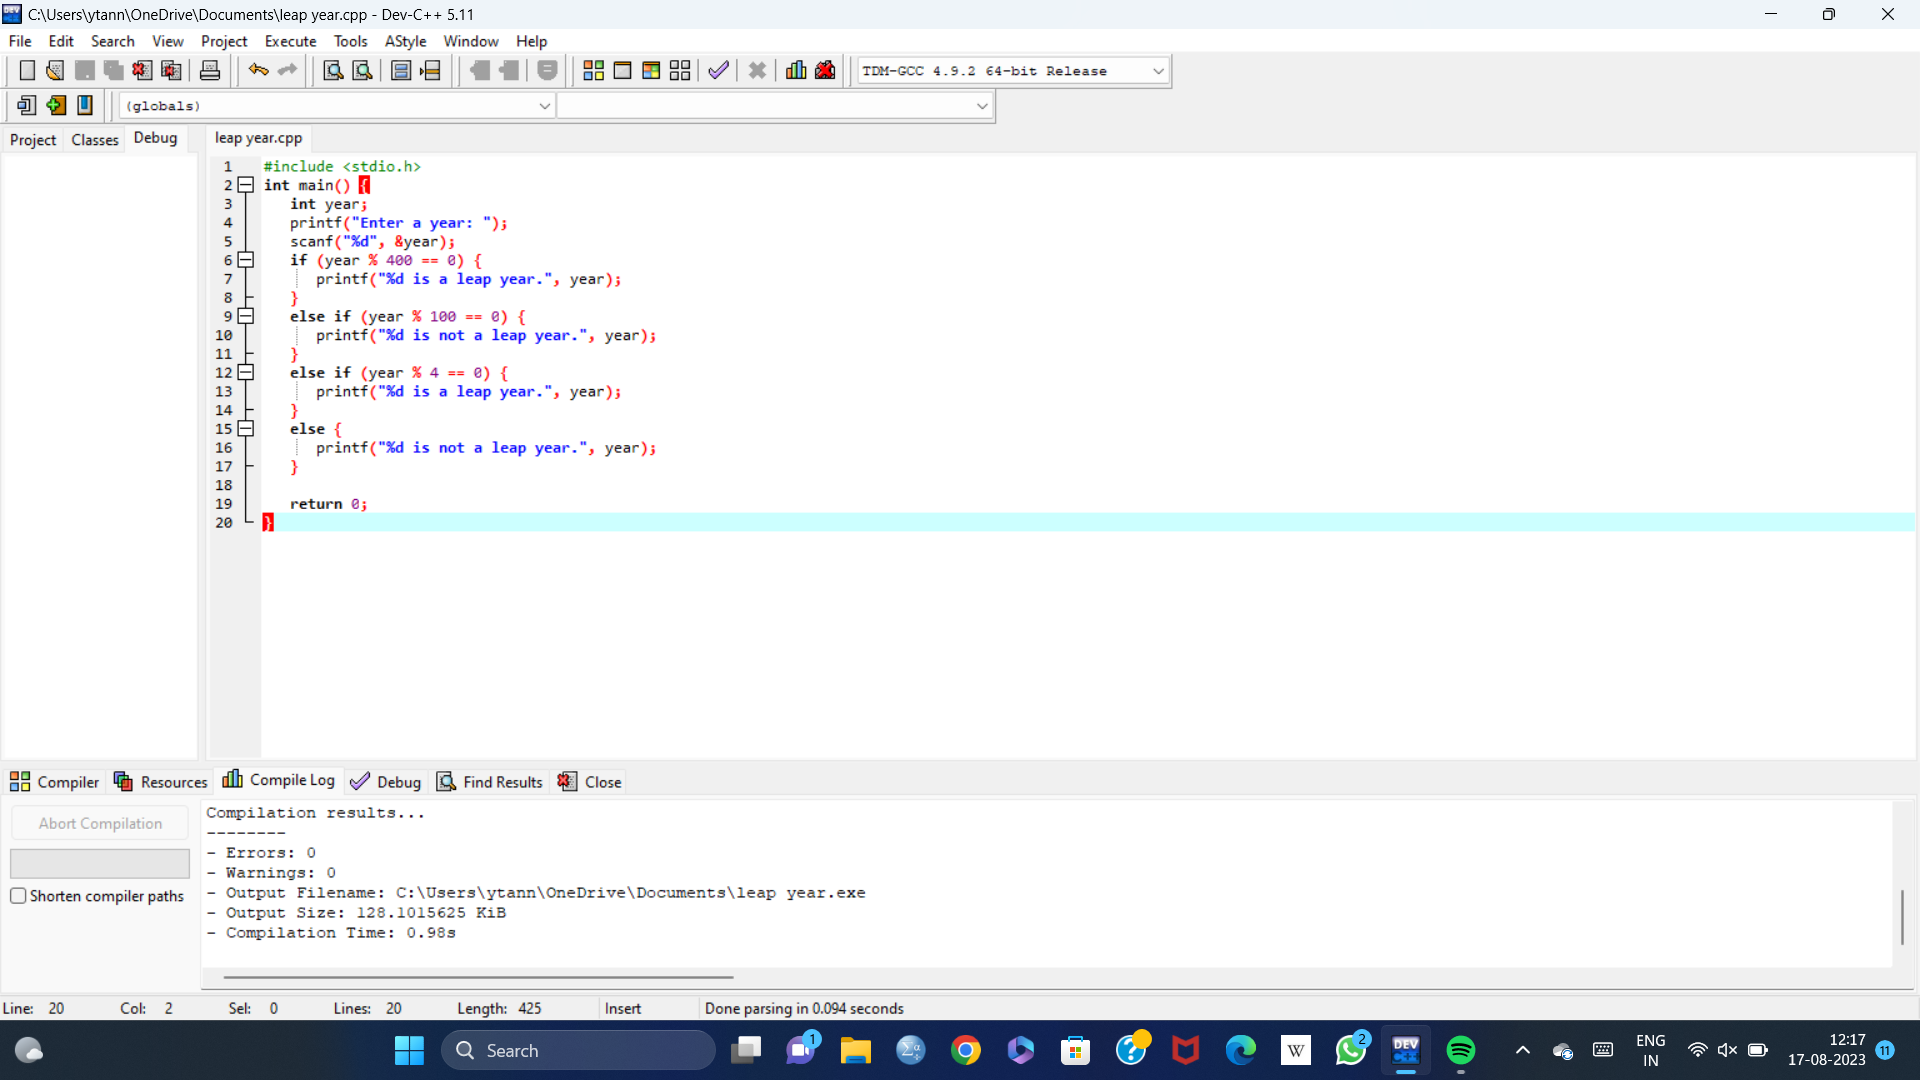 C:\Users\ytann\OneDrive\Documents\leap year.cpp - Dev-C++ 5.11
File Edit Search View Project Execute Tools AStyle Window Help
TDM-GCC 4.9.2 64-bit Release
(globals)
Project Classes Debug leap year.cpp
1 #include <stdio.h>
2 int main() {
3 int year;
4 printf("Enter a year: ");
5 scanf("%d", &year);
6 if (year % 400 == 0) {
7 printf("%d is a leap year.", year);
8 }
9 else if (year % 100 == 0) {
10 printf("%d is not a leap year.", year);
11 }
12 else if (year % 4 == 0) {
13 printf("%d is a leap year.", year);
14 }
15 else {
16 printf("%d is not a leap year.", year);
17 }
18
19 return 0;
20 }
Compiler Resources Compile Log Debug Find Results Close
Abort Compilation
Shorten compiler paths
Compilation results...
--------
- Errors: 0
- Warnings: 0
- Output Filename: C:\Users\ytann\OneDrive\Documents\leap year.exe
- Output Size: 128.1015625 KiB
- Compilation Time: 0.98s
Line: 20 Col: 2 Sel: 0 Lines: 20 Length: 425 Insert Done parsing in 0.094 seconds
Search
1
W
2
DEV
ENG
IN
12:17
17-08-2023
11